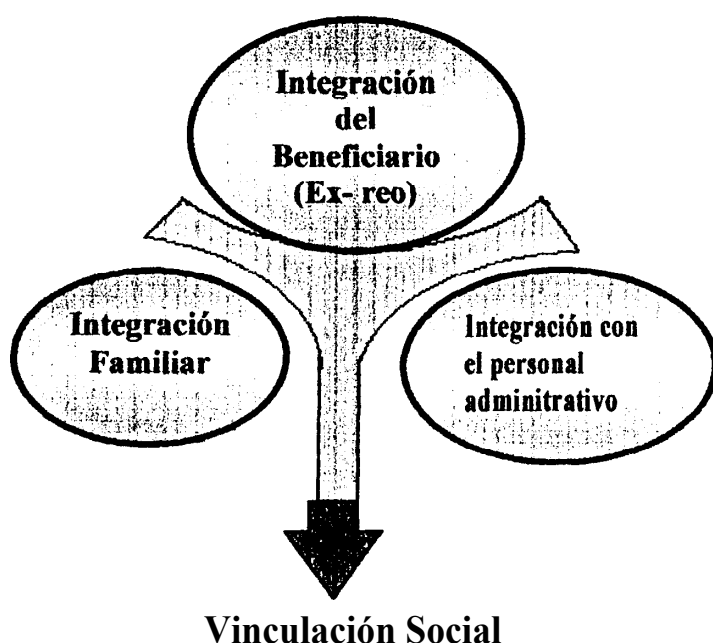 Integración
del
Beneficiario
(Ex- reo)
Integración
Familiar
Integración con
el personal
adminitrativo
Vinculación Social